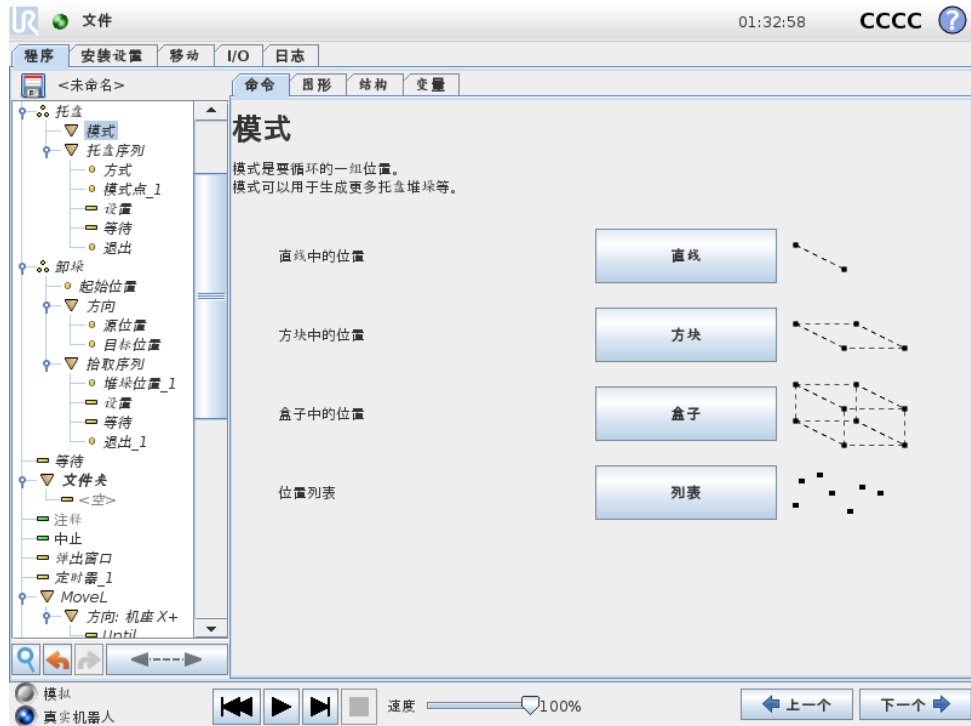 UR 文件 01:32:58 CCCC ?
程序 安装设置 移动 I/O 日志
<未命名> 命令 图形 结构 变量
托盒
模式
托盒序列
方式
模式点_1
设置
等待
退出
卸垛
起始位置
方向
源位置
目标位置
拾取序列
堆垛位置_1
设置
等待
退出_1
等待
文件夹
<空>
注释
中止
弹出窗口
定时器_1
MoveL
方向: 机座 X+
Until
模式
模式是要循环的一组位置。
模式可以用于生成更多托盒堆垛等。
直线中的位置 直线
方块中的位置 方块
盒子中的位置 盒子
位置列表 列表
模拟
真实机器人
速度 100%
上一个 下一个